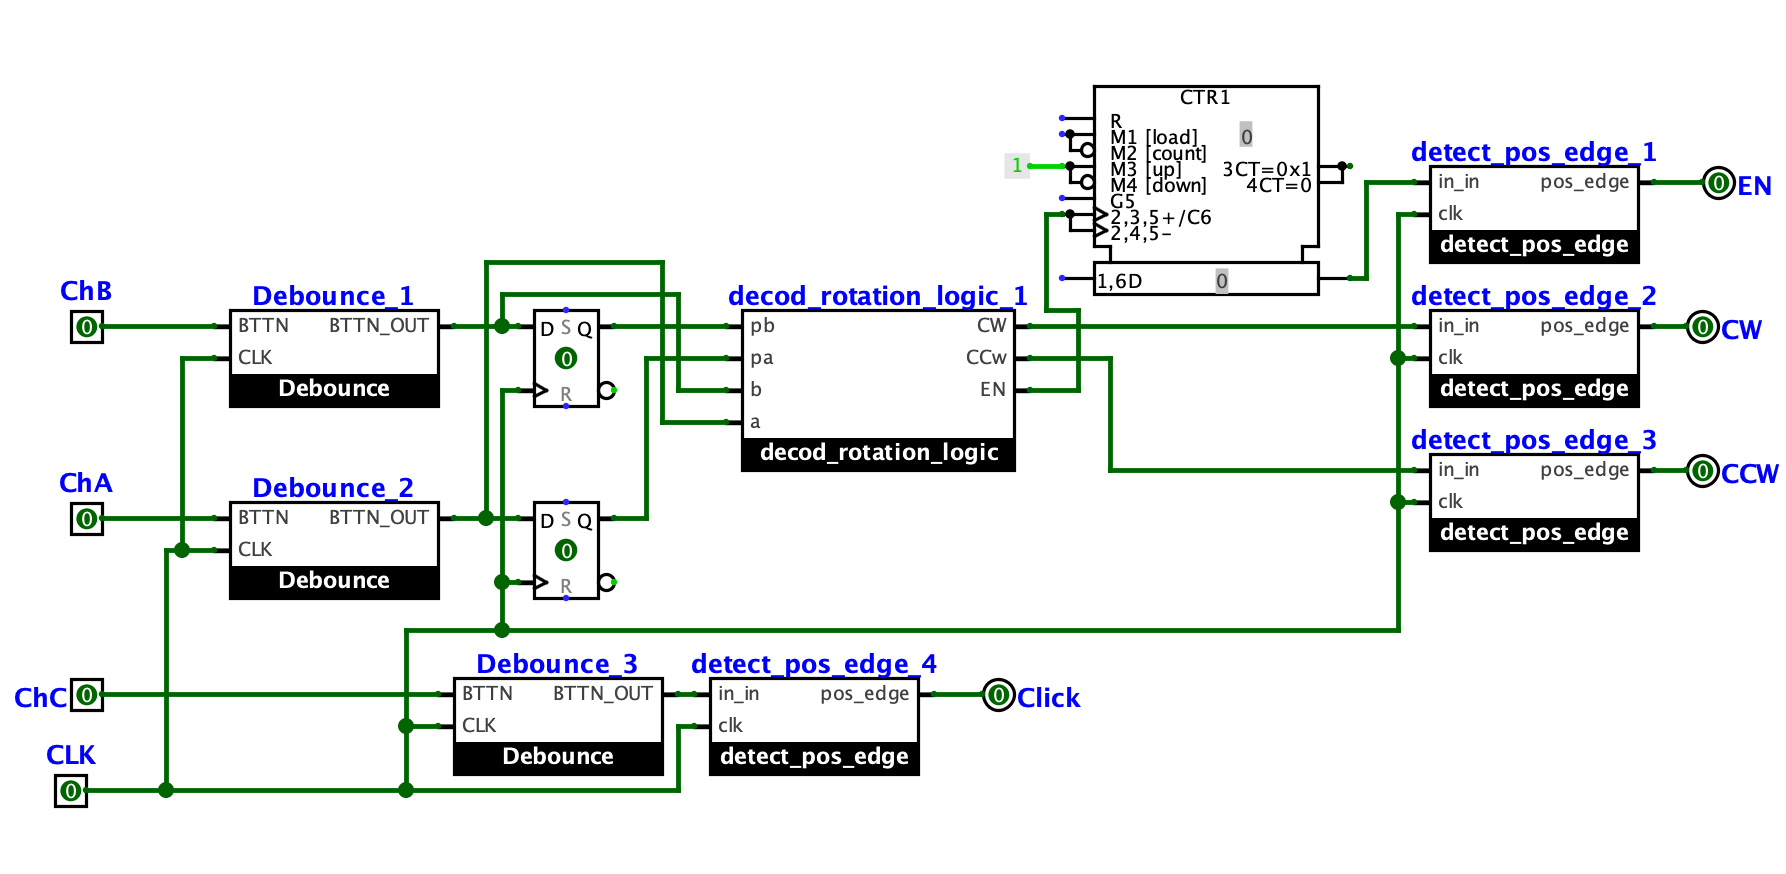 CTR1
R
M1 [load]
0
M2 [count]
1
M3 [up]
3CT=0x1
M4 [down]
4CT=0
G5
2,3,5+/C6
2,4,5-
1,6D
0
detect_pos_edge_1
in_in
pos_edge
clk
detect_pos_edge
0
EN
ChB
0
Debounce_1
BTTN
BTTN_OUT
CLK
Debounce
D
S
Q
0
R
decod_rotation_logic_1
pb
CW
pa
CCw
b
EN
a
decod_rotation_logic
detect_pos_edge_2
in_in
pos_edge
clk
detect_pos_edge
0
CW
ChA
0
Debounce_2
BTTN
BTTN_OUT
CLK
Debounce
D
S
Q
0
R
detect_pos_edge_3
in_in
pos_edge
clk
detect_pos_edge
0
CCW
ChC
0
Debounce_3
BTTN
BTTN_OUT
CLK
Debounce
detect_pos_edge_4
in_in
pos_edge
clk
detect_pos_edge
0
Click
CLK
0